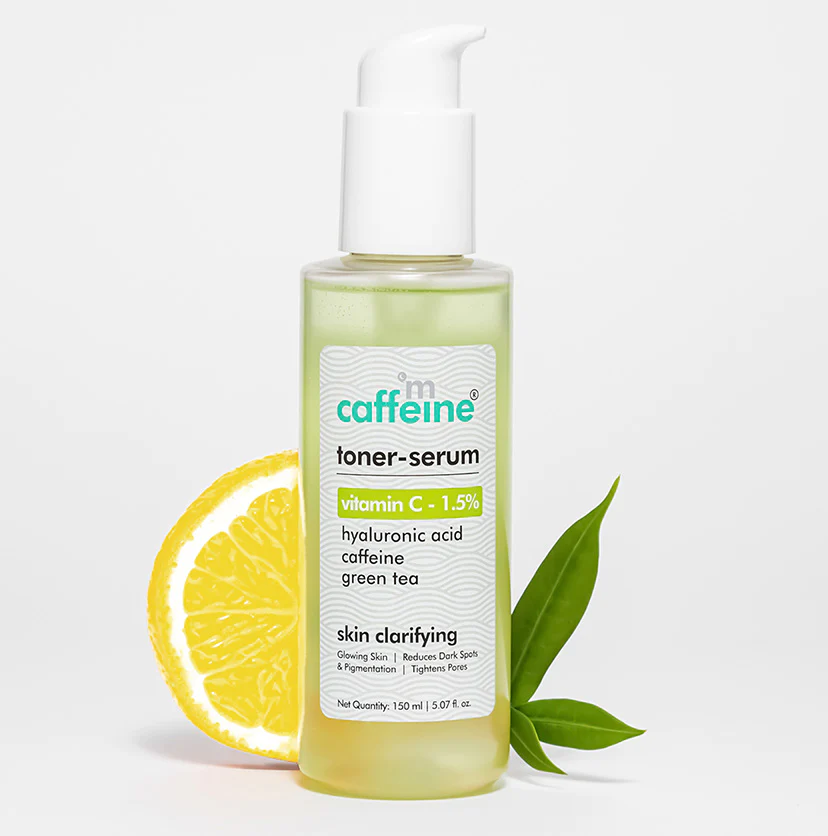 m
caffeine®
toner-serum
vitamin C - 1.5%
hyaluronic acid
caffeine
green tea
skin clarifying
Glowing Skin | Reduces Dark Spots
& Pigmentation | Tightens Pores
Net Quantity: 150 ml | 5.07 fl. oz.